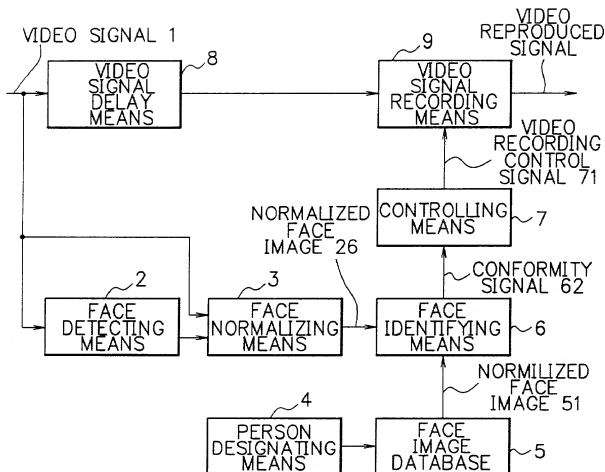 VIDEO SIGNAL 1
8
VIDEO
SIGNAL
DELAY
MEANS
9
VIDEO
SIGNAL
RECORDING
MEANS
VIDEO
REPRODUCED
SIGNAL
VIDEO
RECORDING
CONTROL
SIGNAL 71
CONTROLLING
MEANS
7
NORMALIZED
FACE
IMAGE 26
CONFORMITY
SIGNAL 62
2
FACE
DETECTING
MEANS
3
FACE
NORMALIZING
MEANS
FACE
IDENTIFYING
MEANS
6
NORMILIZED
FACE
IMAGE 51
4
PERSON
DESIGNATING
MEANS
FACE
IMAGE
DATABASE
5